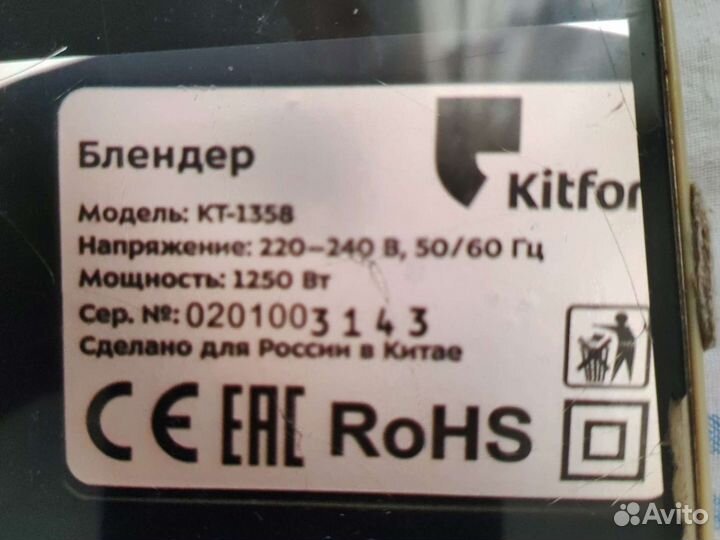 Блендер
Kitfor
Модель: КТ-1358
Напряжение: 220–240 В, 50/60 Гц
Мощность: 1250 Вт
Сер. №: 0201003143
Сделано для России в Китае
CE EAC RoHS
Avito